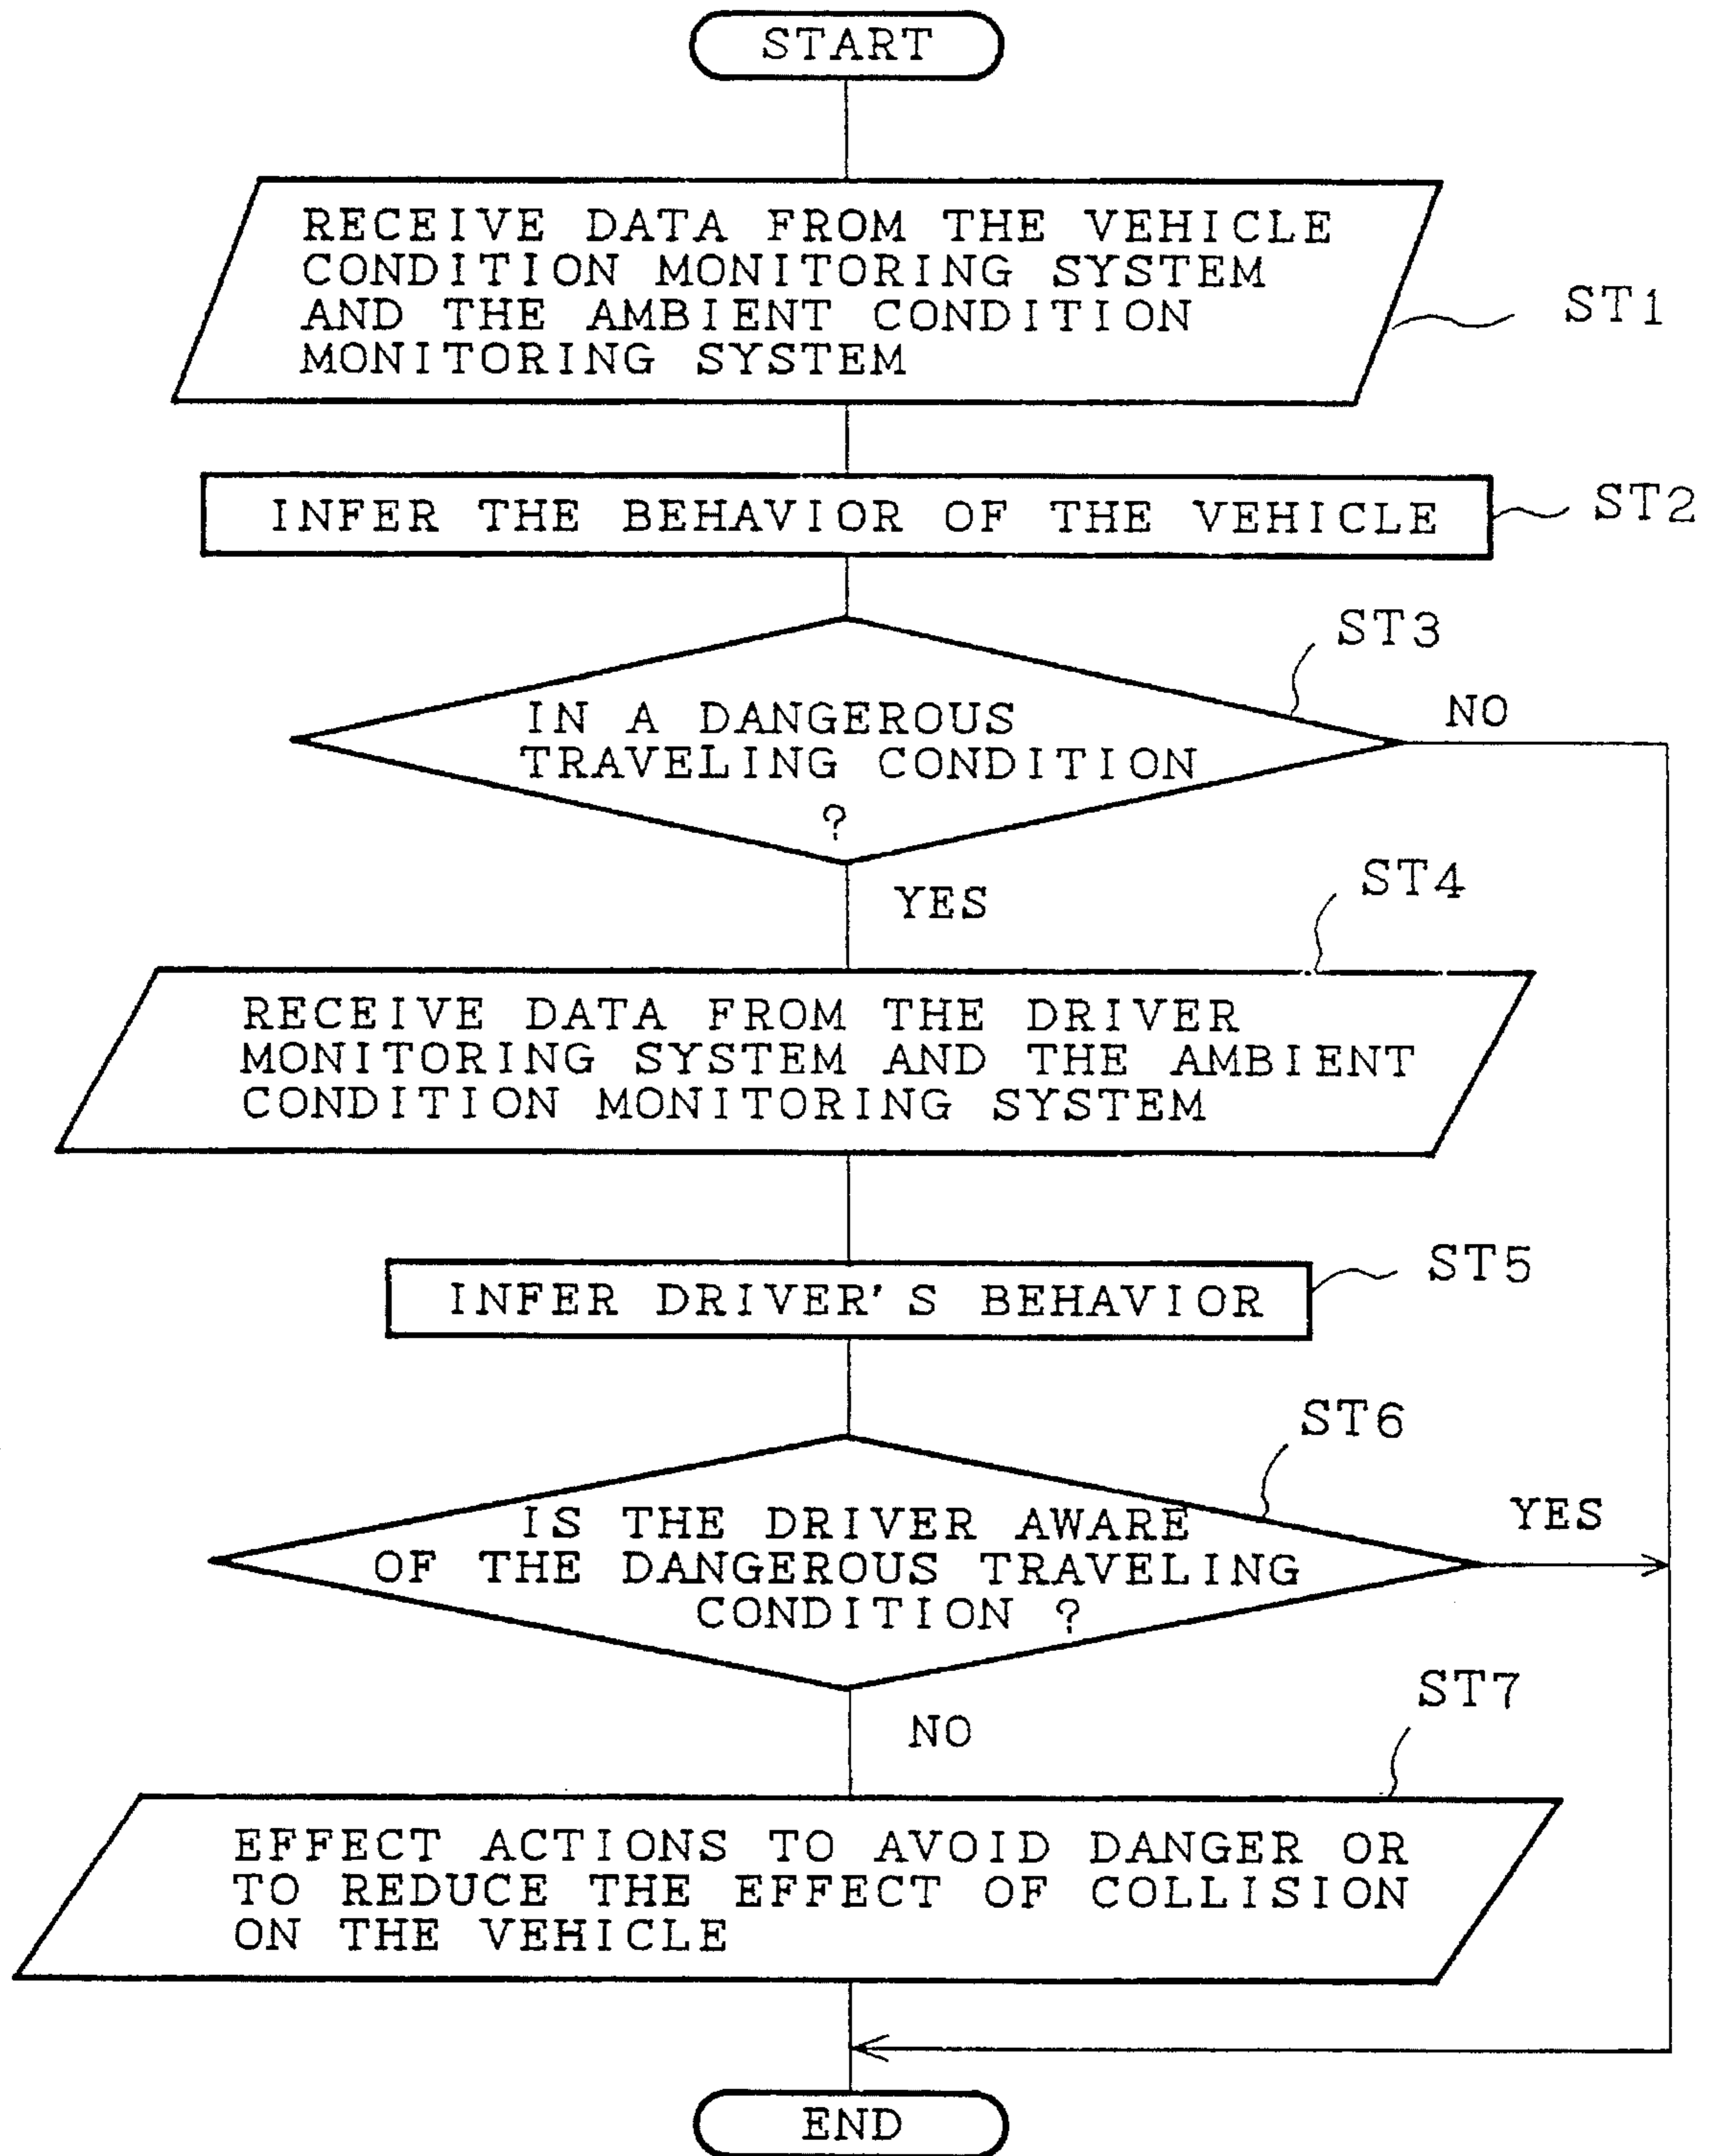 START
RECEIVE DATA FROM THE VEHICLE
CONDITION MONITORING SYSTEM
AND THE AMBIENT CONDITION
MONITORING SYSTEM
ST1
INFER THE BEHAVIOR OF THE VEHICLE
ST2
ST3
IN A DANGEROUS
TRAVELING CONDITION
?
NO
YES
ST4
RECEIVE DATA FROM THE DRIVER
MONITORING SYSTEM AND THE AMBIENT
CONDITION MONITORING SYSTEM
INFER DRIVER'S BEHAVIOR
ST5
ST6
IS THE DRIVER AWARE
OF THE DANGEROUS TRAVELING
CONDITION ?
YES
NO
ST7
EFFECT ACTIONS TO AVOID DANGER OR
TO REDUCE THE EFFECT OF COLLISION
ON THE VEHICLE
END